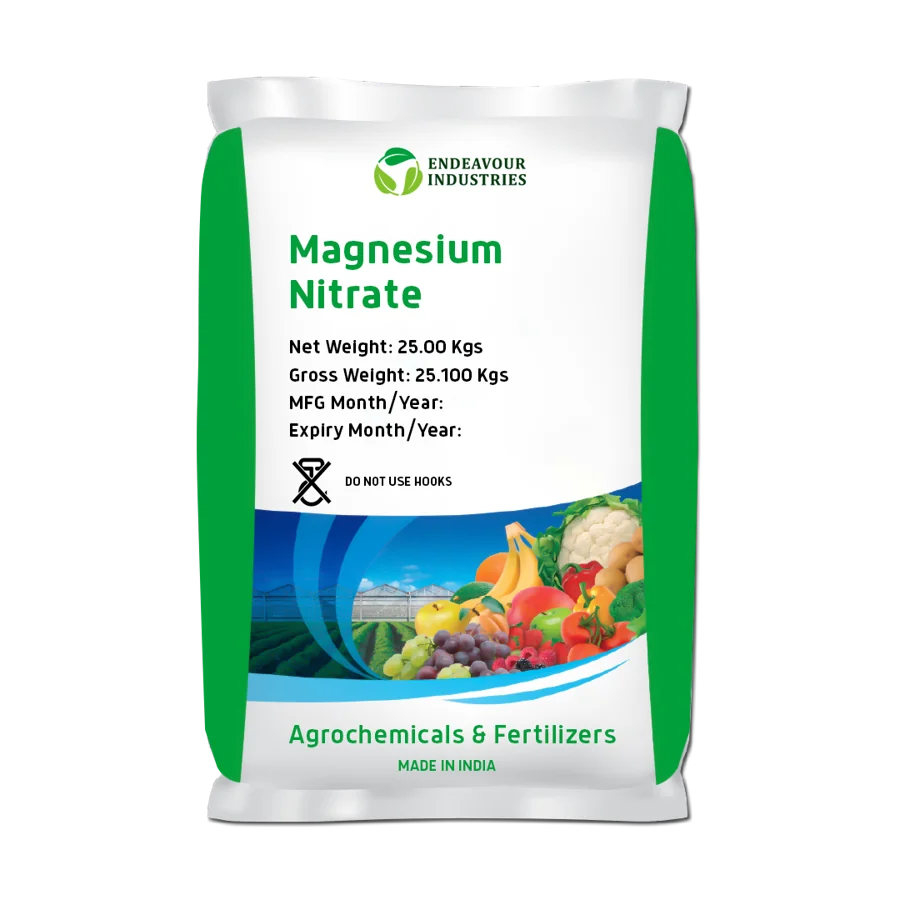 ENDEAVOUR
INDUSTRIES
Magnesium
Nitrate
Net Weight: 25.00 Kgs
Gross Weight: 25.100 Kgs
MFG Month/Year:
Expiry Month/Year:
DO NOT USE HOOKS
Agrochemicals & Fertilizers
MADE IN INDIA